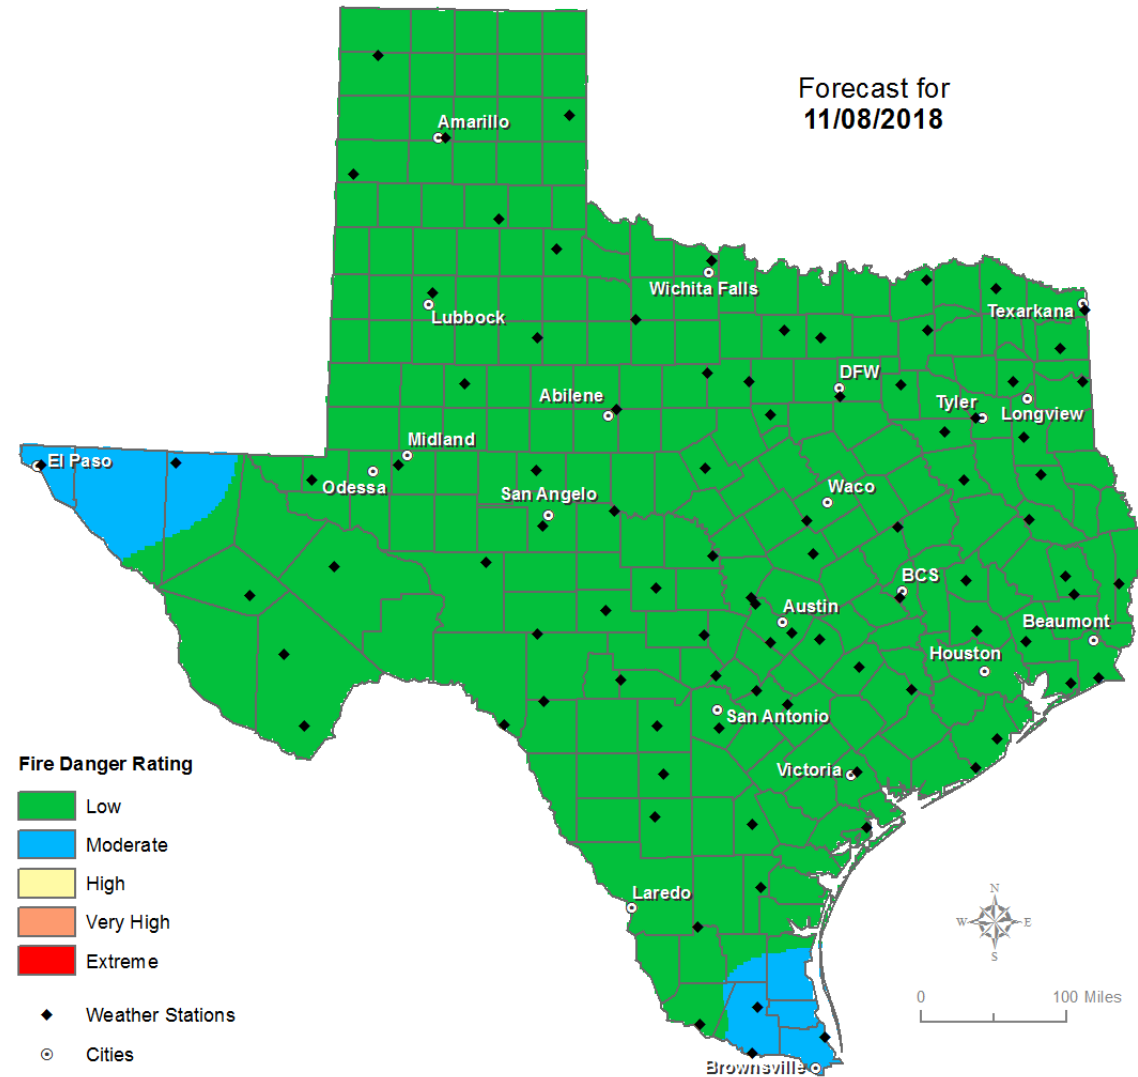 Forecast for
11/08/2018
Amarillo
Wichita Falls
Texarkana
Lubbock
DFW
Abilene
Tyler
Longview
Midland
El Paso
Odessa
San Angelo
Waco
BCS
Austin
Beaumont
Houston
San Antonio
Victoria
Laredo
Brownsville
Fire Danger Rating
Low
Moderate
High
Very High
Extreme
Weather Stations
Cities
N
W E
S
0 100 Miles